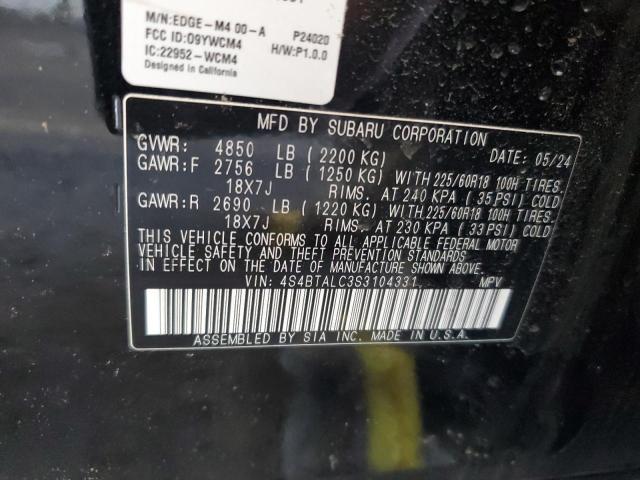 M/N:EDGE-M4 00-A P24020
FCC ID:O9YWCM4 H/W:P1.0.0
IC:22952-WCM4
Designed in California
MFD BY SUBARU CORPORATION
GVWR: 4850 LB (2200 KG) DATE: 05/24
GAWR:F 2756 LB (1250 KG) WITH 225/60R18 100H TIRES.
18X7J RIMS. AT 240 KPA (35 PSI) COLD
GAWR:R 2690 LB (1220 KG) WITH 225/60R18 100H TIRES.
18X7J RIMS. AT 230 KPA (33 PSI) COLD
THIS VEHICLE CONFORMS TO ALL APPLICABLE FEDERAL MOTOR
VEHICLE SAFETY AND THEFT PREVENTION STANDARDS IN EFFECT
ON THE DATE OF MANUFACTURE SHOWN ABOVE.
VIN: 4S4BTALC3S3104331 MPV
ASSEMBLED BY SIA INC. MADE IN U.S.A.